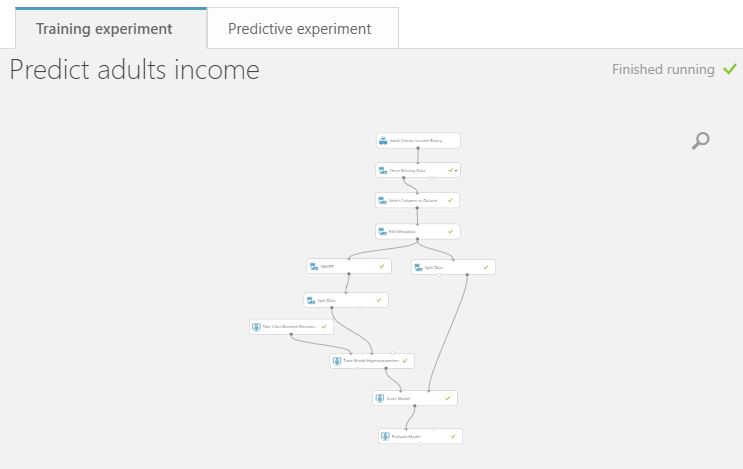 Training experiment
Predictive experiment
Predict adults income
Finished running
Adult Census Income Binary...
Clean Missing Data
Select Columns in Dataset
Edit Metadata
SMOTE
Split Data
Split Data
Two-Class Boosted Decision...
Tune Model Hyperparameters
Score Model
Evaluate Model